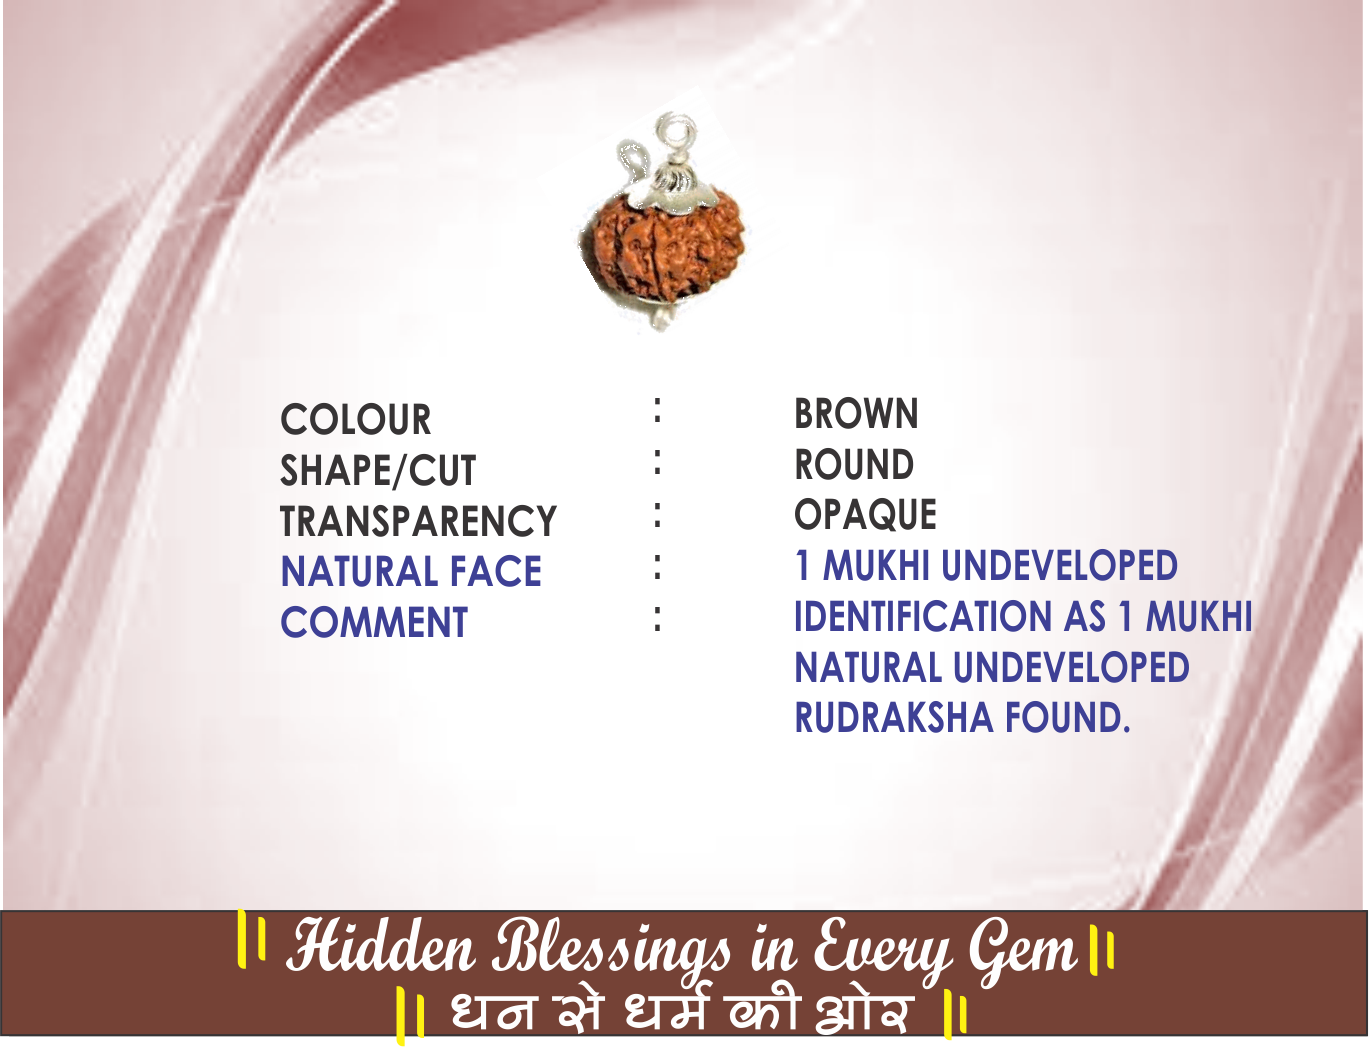 COLOUR : BROWN
SHAPE/CUT : ROUND
TRANSPARENCY : OPAQUE
NATURAL FACE : 1 MUKHI UNDEVELOPED
COMMENT : IDENTIFICATION AS 1 MUKHI
NATURAL UNDEVELOPED
RUDRAKSHA FOUND.
|| Hidden Blessings in Every Gem ||
|| धन से धर्म की ओर ||